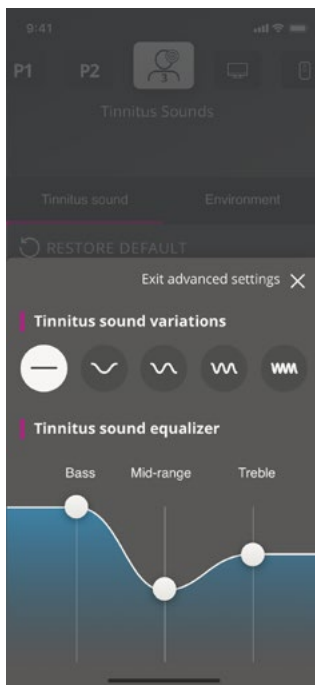 9:41
P1 P2 3
Tinnitus Sounds
Tinnitus sound Environment
RESTORE DEFAULT
Exit advanced settings
Tinnitus sound variations
Tinnitus sound equalizer
Bass Mid-range Treble